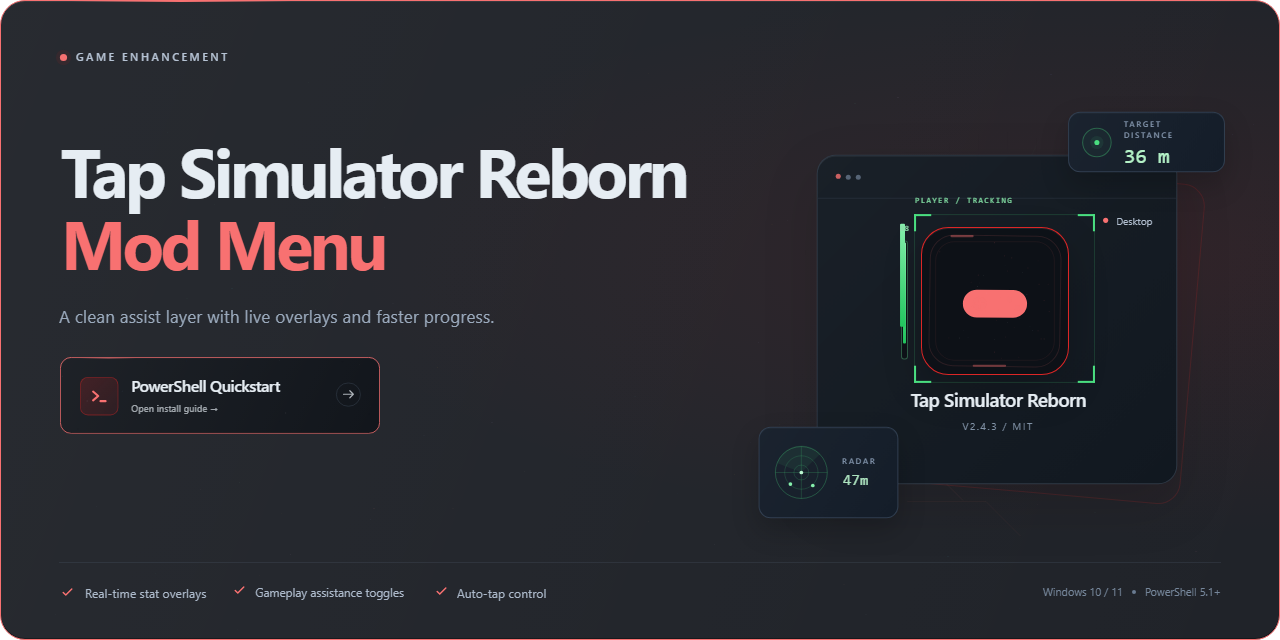 GAME ENHANCEMENT
Tap Simulator Reborn
Mod Menu
A clean assist layer with live overlays and faster progress.
PowerShell Quickstart
Open install guide →
TARGET
DISTANCE
36 m
PLAYER / TRACKING
Desktop
Tap Simulator Reborn
V2.4.3 / MIT
RADAR
47m
Real-time stat overlays
Gameplay assistance toggles
Auto-tap control
Windows 10 / 11 • PowerShell 5.1+